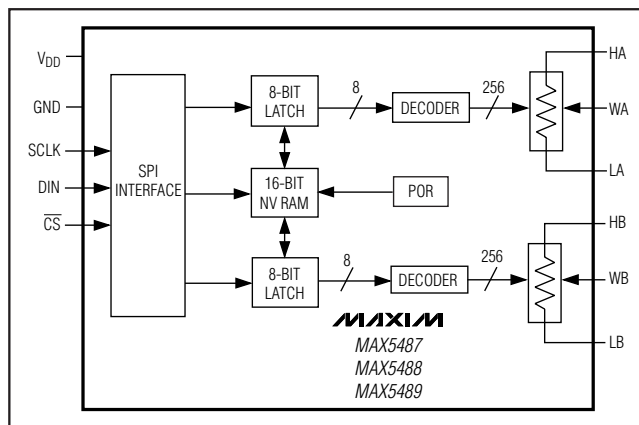 V_DD
GND
SCLK
DIN
C̅S̅
SPI
INTERFACE
8-BIT
LATCH
8
DECODER
256
HA
WA
LA
16-BIT
NV RAM
POR
8-BIT
LATCH
8
DECODER
256
HB
WB
LB
MAXIM
MAX5487
MAX5488
MAX5489